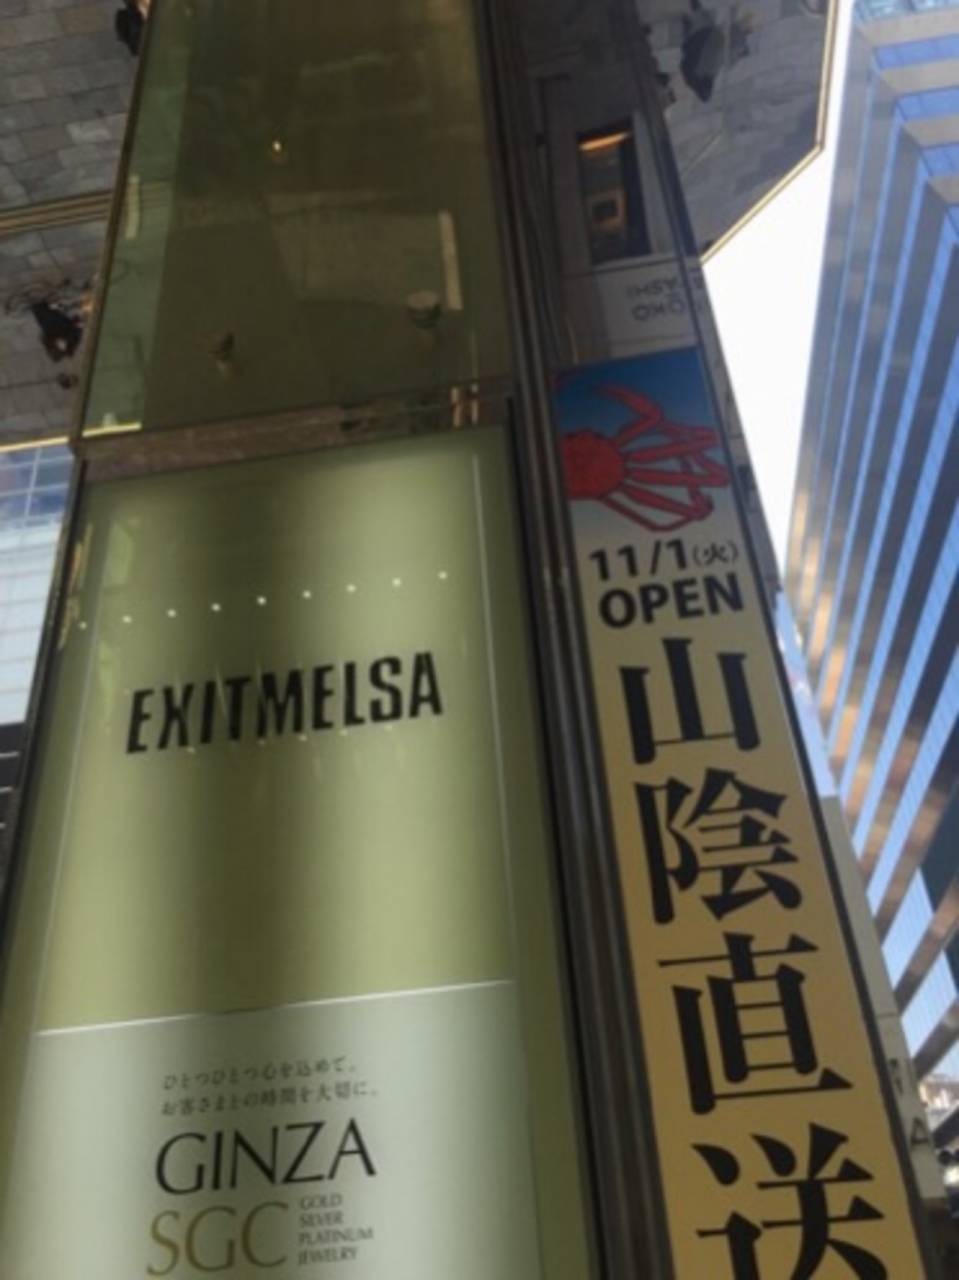 EXITMELSA
ひとつひとつ心を込めて。
お客さまとの時間を大切に。
GINZA
SGC
GOLD
SILVER
PLATINUM
JEWELRY
11/1(火)
OPEN
山陰直送